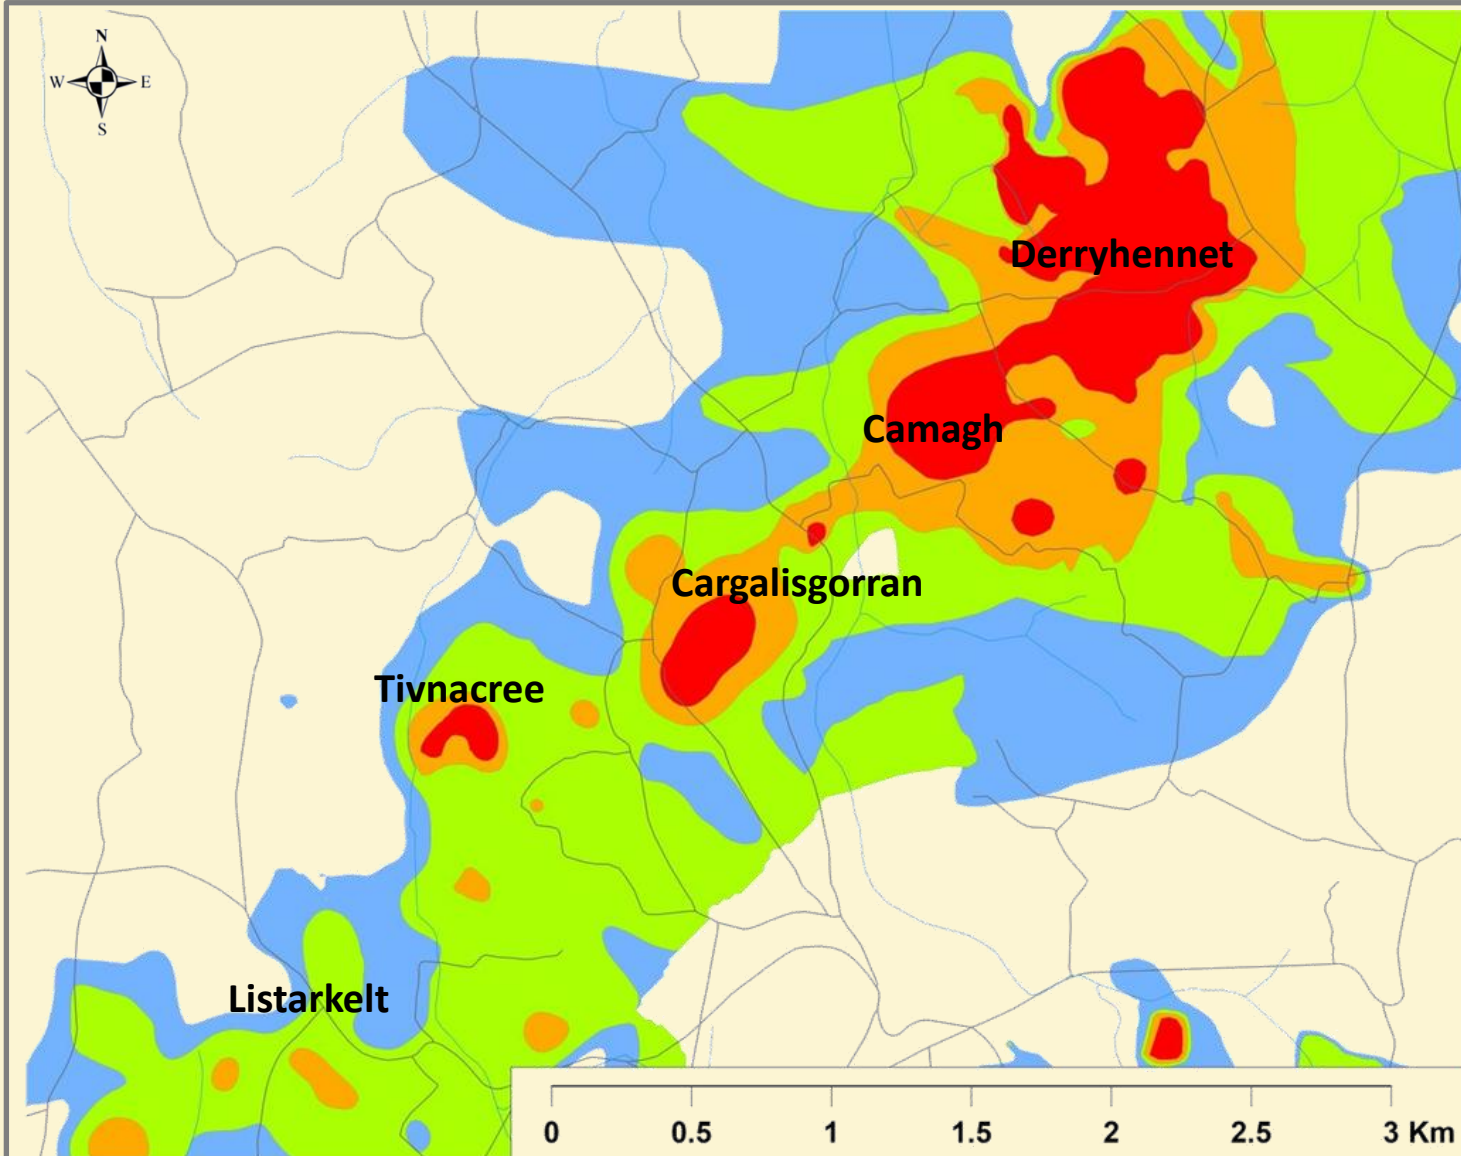 N
W E
S
Derryhennet
Camagh
Cargalisgorran
Tivnacree
Listarkelt
0 0.5 1 1.5 2 2.5 3 Km